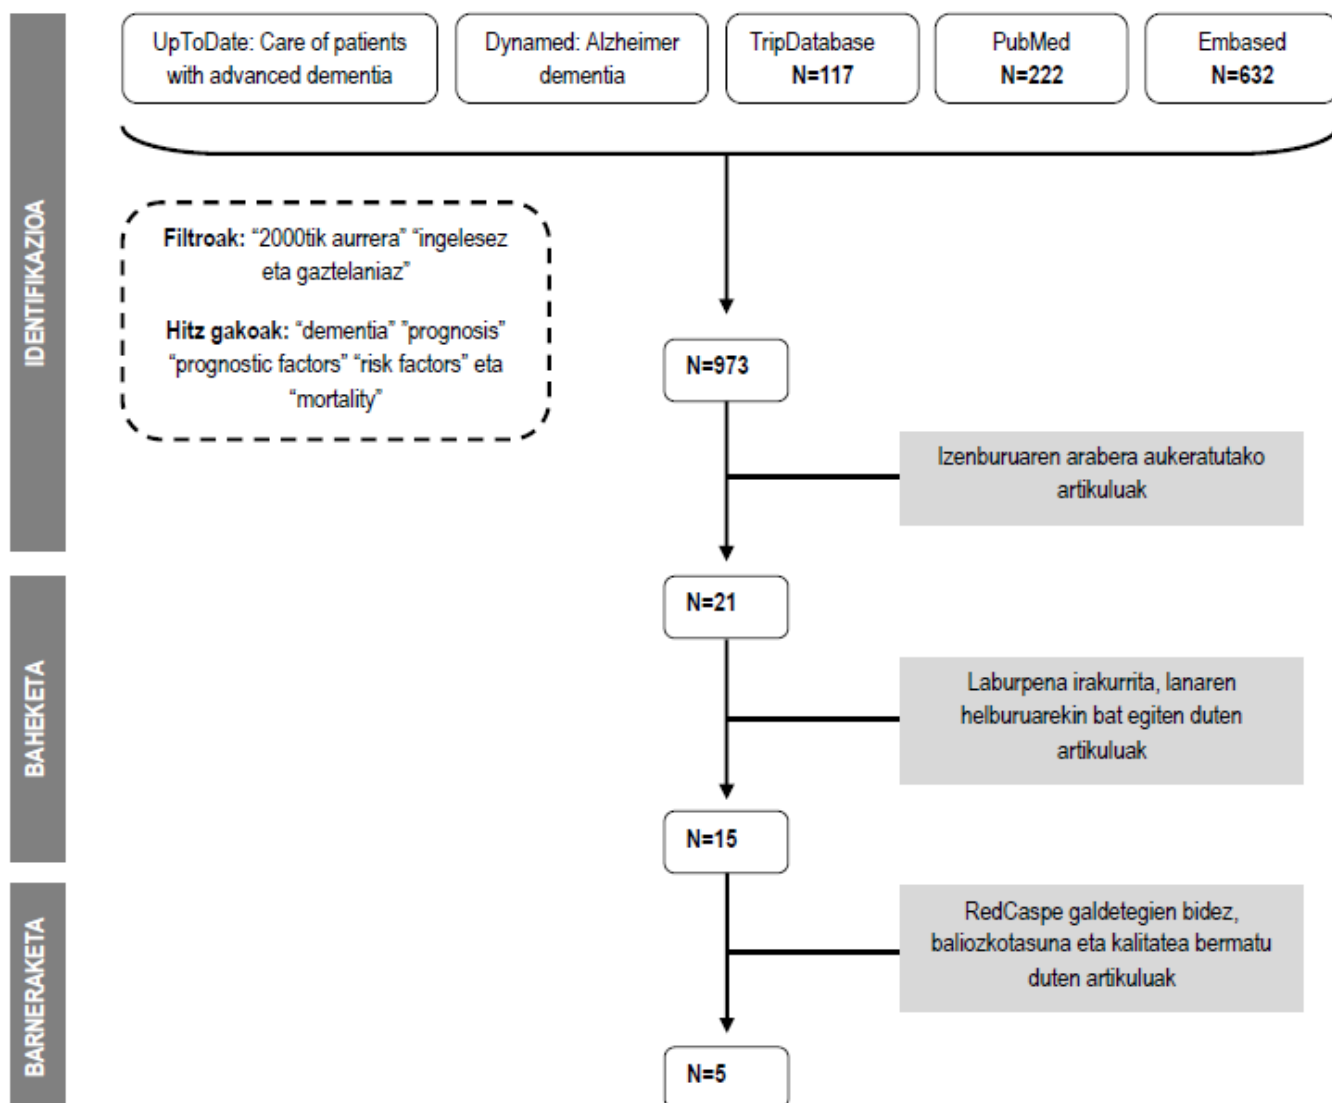 IDENTIFIKAZIOA
UpToDate: Care of patients
with advanced dementia
Dynamed: Alzheimer
dementia
TripDatabase
N=117
PubMed
N=222
Embased
N=632
Filtroak: “2000tik aurrera” “ingelesez
eta gaztelaniaz”
Hitz gakoak: “dementia” ”prognosis”
“prognostic factors” “risk factors” eta
“mortality”
N=973
Izenburuaren arabera aukeratutako
artikuluak
BAHEKETA
N=21
Laburpena irakurrita, lanaren
helburuarekin bat egiten duten
artikuluak
N=15
BARNERAKETA
RedCaspe galdetegien bidez,
baliozkotasuna eta kalitatea bermatu
duten artikuluak
N=5